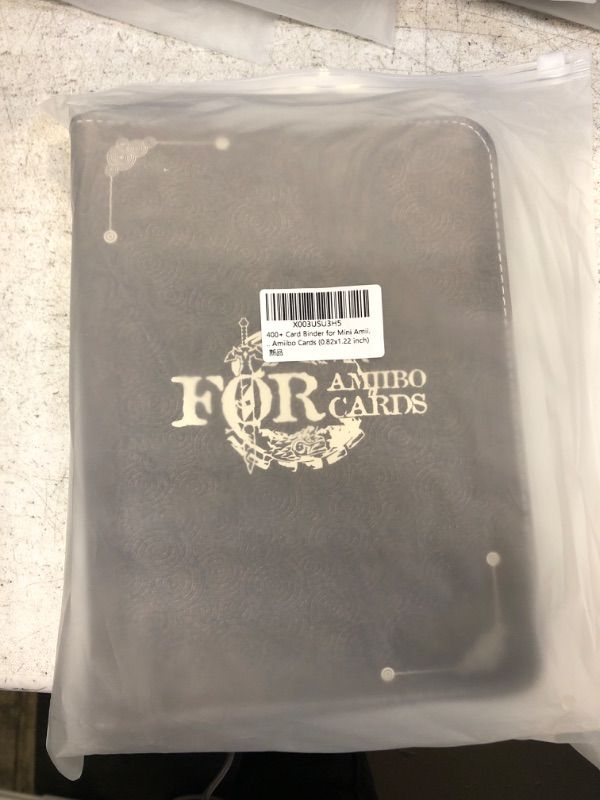 X003USU3H5
400+ Card Binder for Mini Amii.
.. Amiibo Cards (0.82x1.22 inch)
新品
FOR AMIIBO
CARDS